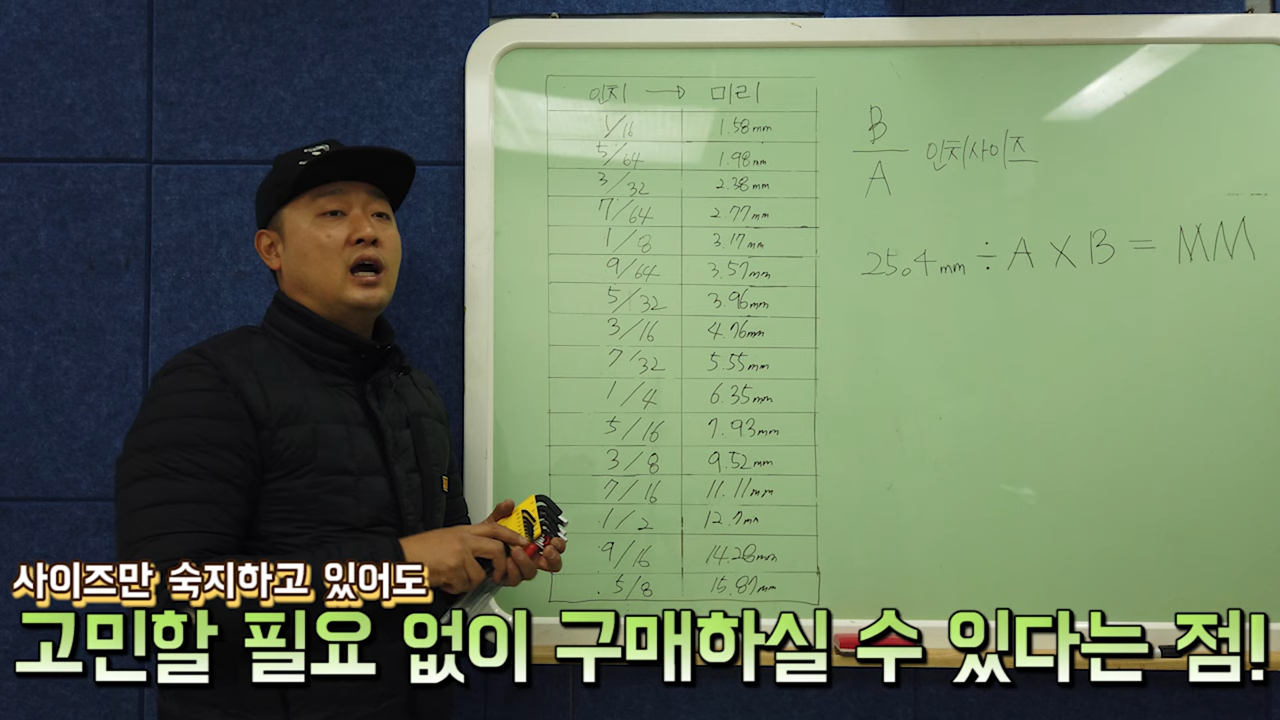 인치 → 미리
1/16 1.58mm
5/64 1.98mm
3/32 2.38mm
7/64 2.77mm
1/8 3.17mm
9/64 3.57mm
5/32 3.96mm
3/16 4.76mm
7/32 5.55mm
1/4 6.35mm
5/16 7.93mm
3/8 9.52mm
7/16 11.11mm
1/2 12.7mm
9/16 14.28mm
5/8 15.87mm
B
A
인치사이즈
25.4mm ÷ A X B = MM
사이즈만 숙지하고 있어도
고민할 필요 없이 구매하실 수 있다는 점!